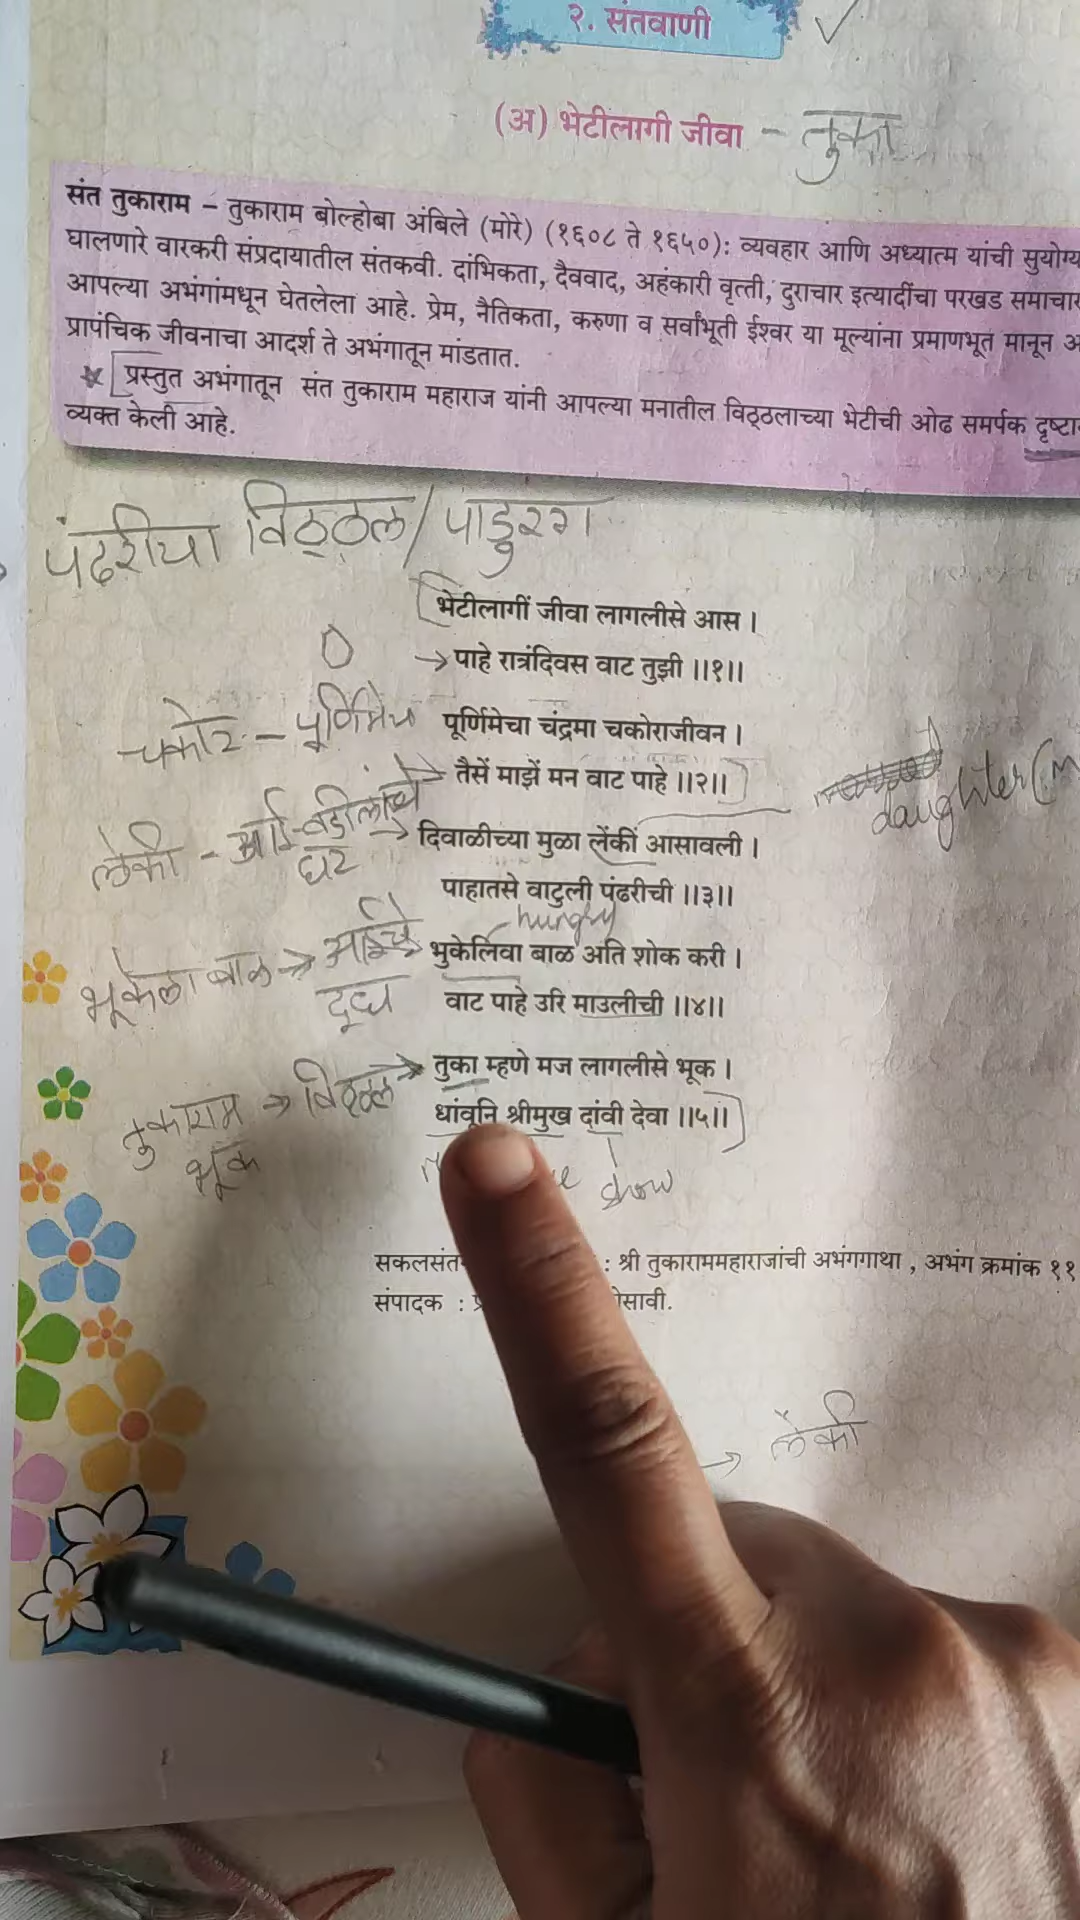 २. संतवाणी
(अ) भेटीलागी जीवा - तुका
संत तुकाराम – तुकाराम बोल्होबा अंबिले (मोरे) (१६०८ ते १६५०): व्यवहार आणि अध्यात्म यांची सुयोग्य
घालणारे वारकरी संप्रदायातील संतकवी. दांभिकता, दैववाद, अहंकारी वृत्ती, दुराचार इत्यादींचा परखड समाचार
आपल्या अभंगांमधून घेतलेला आहे. प्रेम, नैतिकता, करुणा व सर्वांभूती ईश्वर या मूल्यांना प्रमाणभूत मानून
प्रापंचिक जीवनाचा आदर्श ते अभंगातून मांडतात.
प्रस्तुत अभंगातून संत तुकाराम महाराज यांनी आपल्या मनातील विठ्ठलाच्या भेटीची ओढ समर्पक
व्यक्त केली आहे.
पंढरीचा विठ्ठल/
भेटीलागीं जीवा लागलीसे आस ।
पाहे रात्रंदिवस वाट तुझी ॥१॥
चकोर - पूर्णिमेचा
पूर्णिमेचा चंद्रमा चकोराजीवन ।
तैसें माझें मन वाट पाहे ॥२॥
daughter
लेकी - आई-वडीलांचे घर
दिवाळीच्या मुळा लेंकी आसावली ।
पाहातसे वाटुली पंढरीची ॥३॥
hungry
भूकेला बाळ → आईचे दूध
भुकेलिवा बाळ अति शोक करी ।
वाट पाहे उरि माउलीची ॥४॥
तुकाराम → विठ्ठल
भूक
तुका म्हणे मज लागलीसे भूक ।
धांवूनि श्रीमुख दांवी देवा ॥५॥
show
सकलसंत : श्री तुकाराममहाराजांची अभंगगाथा , अभंग क्रमांक ११
संपादक :
→ लेंकी